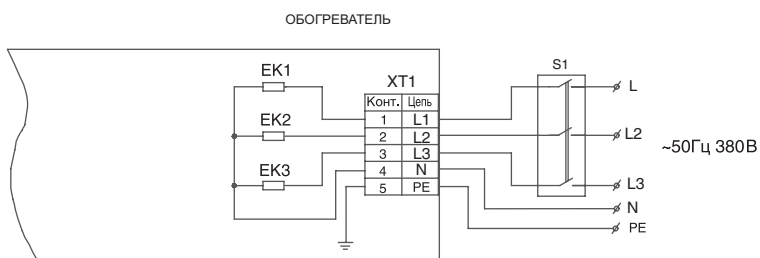 ОБОГРЕВАТЕЛЬ
S1
EK1
XT1
L
Конт. Цепь
1 L1
EK2
2 L2
L2
~50Гц 380В
3 L3
EK3
4 N
L3
5 PE
N
PE